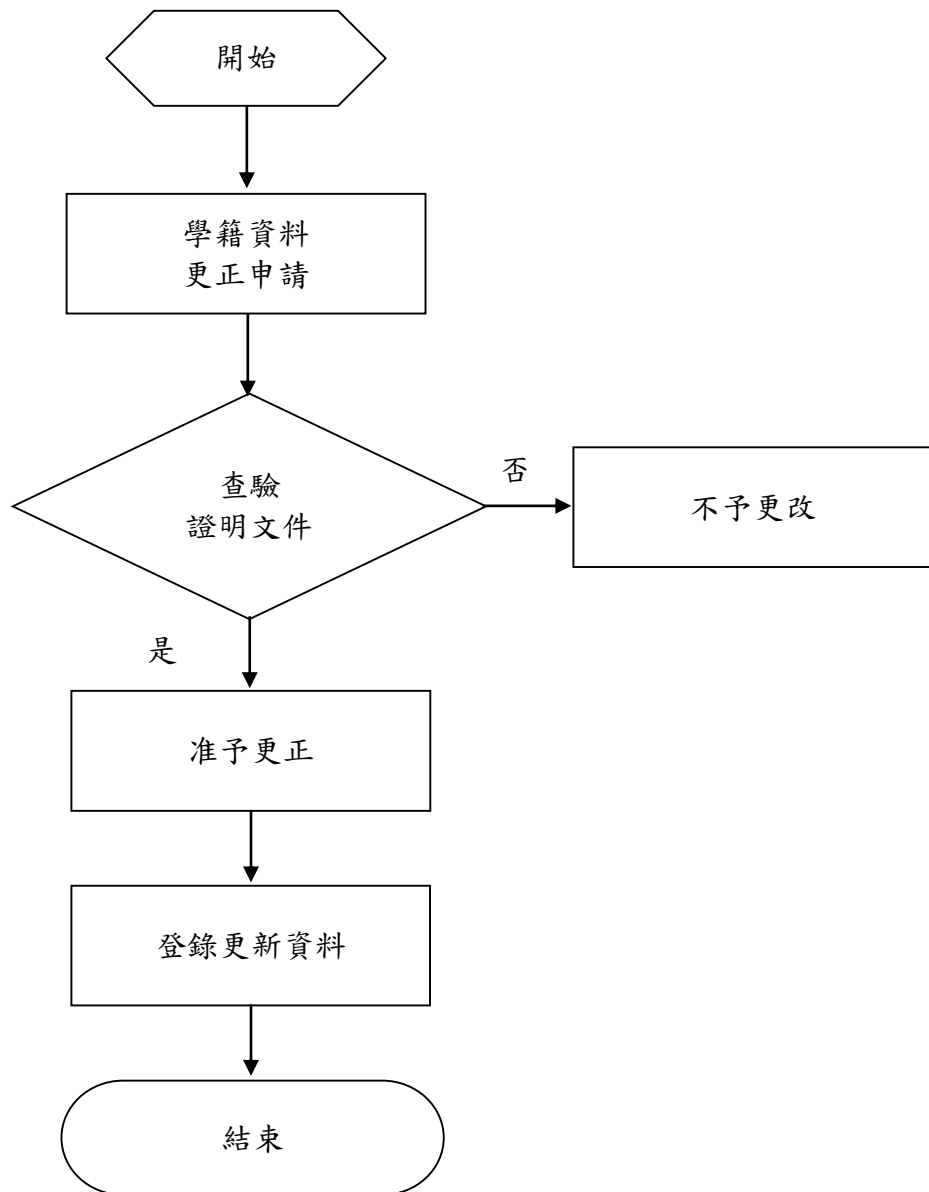 開始
學籍資料
更正申請
查驗
證明文件
否
不予更改
是
准予更正
登錄更新資料
結束